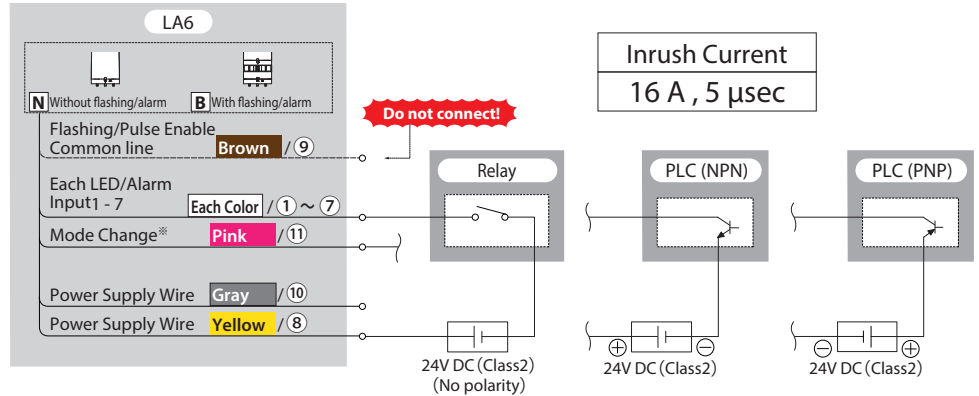 LA6
N Without flashing/alarm
B With flashing/alarm
Flashing/Pulse Enable
Common line
Brown / ⑨
Do not connect!
Each LED/Alarm
Input1 - 7
Each Color / ① ~ ⑦
Mode Change※
Pink / ⑪
Power Supply Wire Gray / ⑩
Power Supply Wire Yellow / ⑧
Inrush Current
16 A , 5 μsec
Relay
24V DC (Class2)
(No polarity)
PLC (NPN)
⊕ ⊖
24V DC (Class2)
PLC (PNP)
⊖ ⊕
24V DC (Class2)